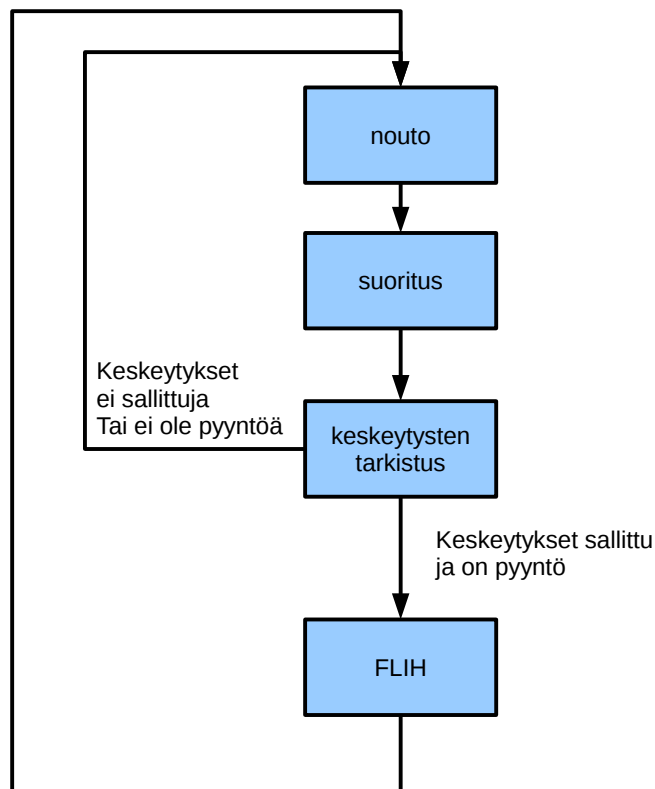 nouto
suoritus
Keskeytykset
ei sallittuja
Tai ei ole pyyntöä
keskeytysten
tarkistus
Keskeytykset sallittu
ja on pyyntö
FLIH